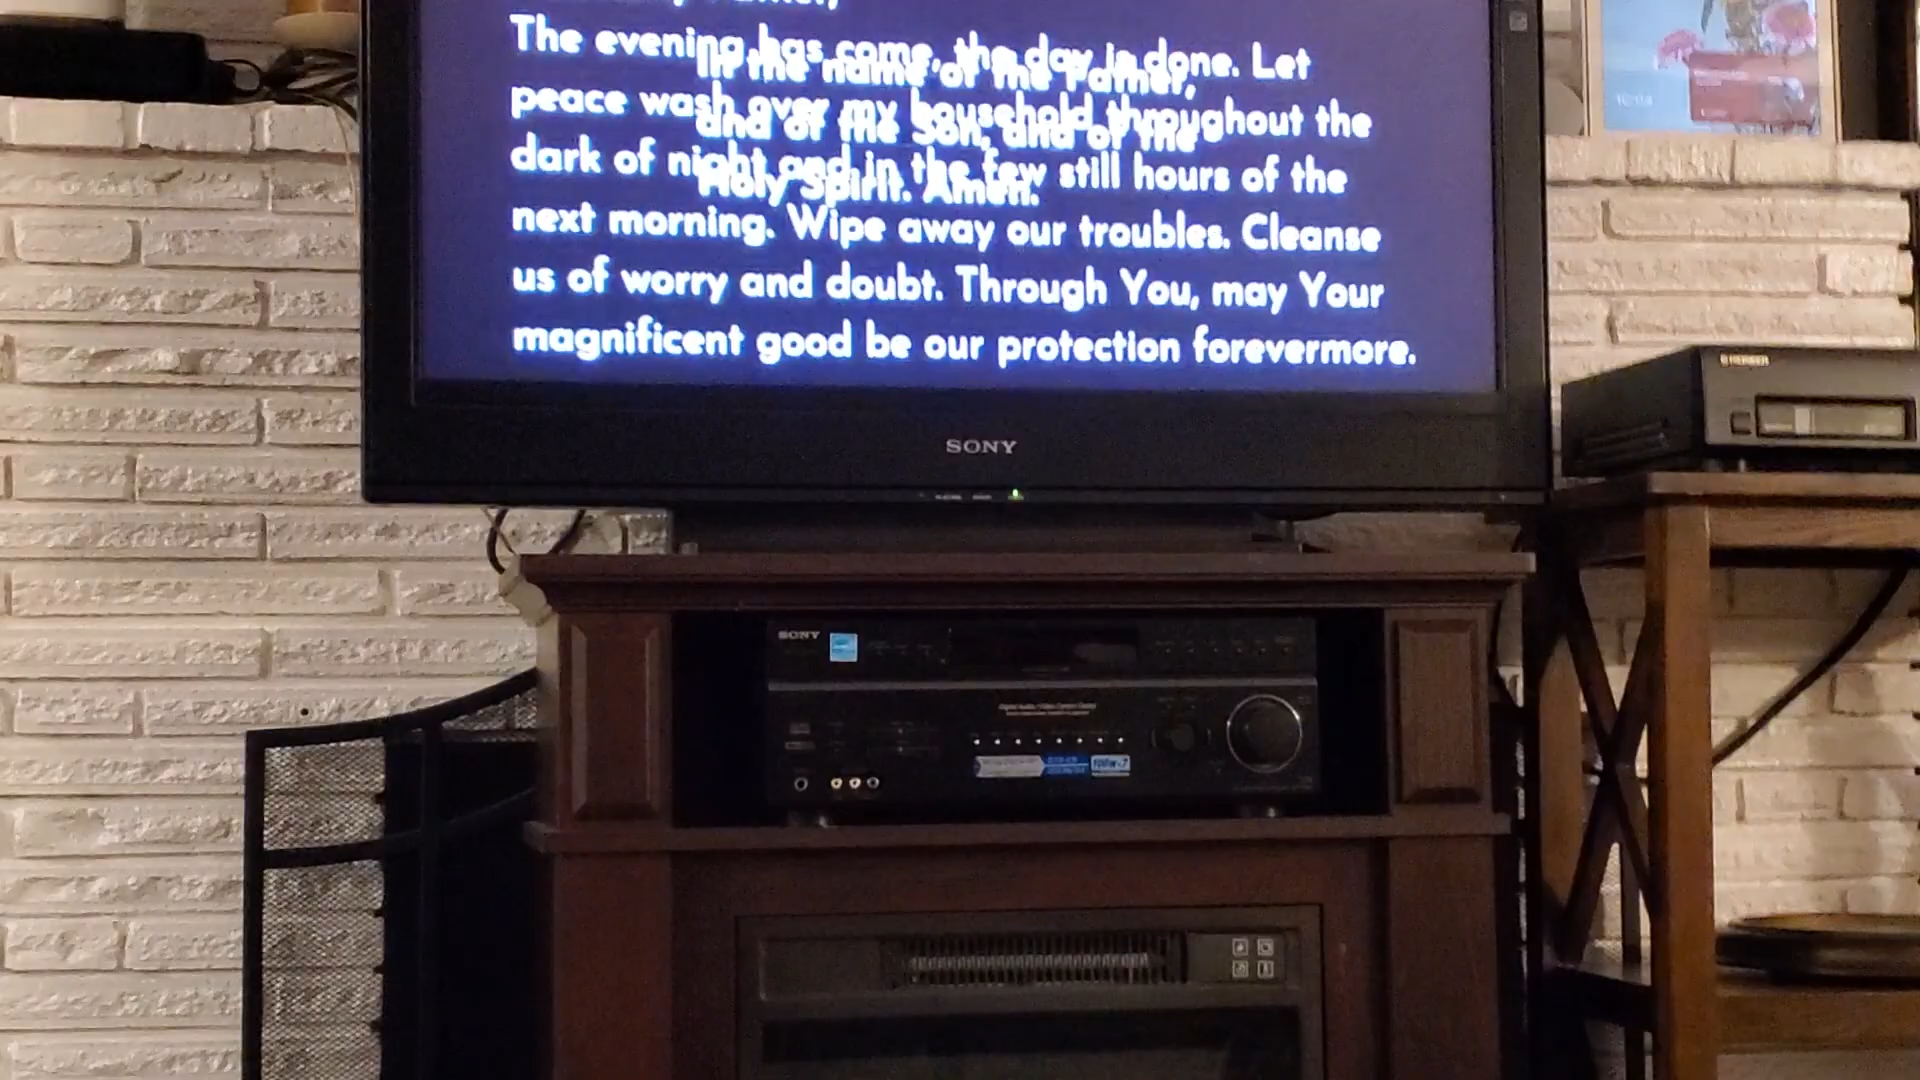 The evening has come, the day is done. Let
In the name of the Father,
peace wash over my household throughout the
and of the Son, and of the
dark of night and in the few still hours of the
Holy Spirit. Amen.
next morning. Wipe away our troubles. Cleanse
us of worry and doubt. Through You, may Your
magnificent good be our protection forevermore.
SONY
PIONEER
SONY